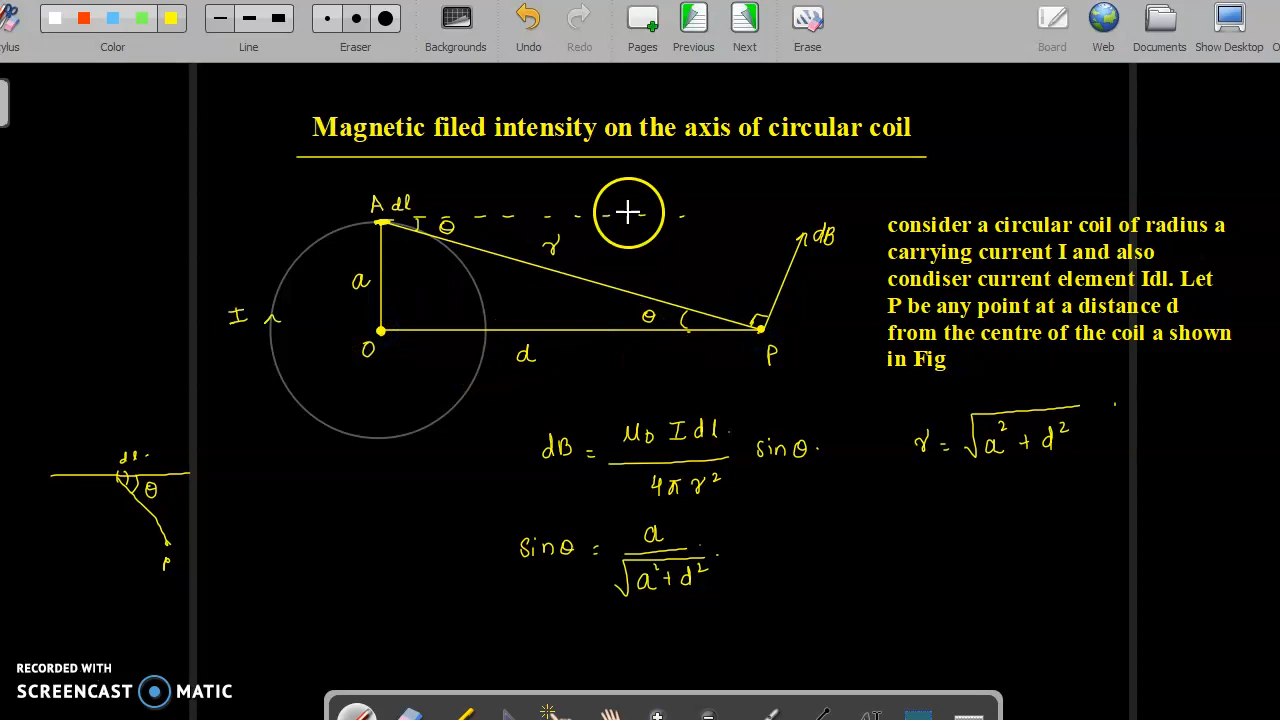 Color
Line
Eraser
Backgrounds
Undo
Redo
Pages
Previous
Next
Erase
Board
Web
Documents
Show Desktop
Magnetic filed intensity on the axis of circular coil
A dl
θ
r
dB
a
I
θ
O
d
P
consider a circular coil of radius a
carrying current I and also
condiser current element Idl. Let
P be any point at a distance d
from the centre of the coil a shown
in Fig
dB = μ0 I dl. / 4π r² sinθ.
r = √a² + d²
dl.
θ
P
sinθ = a / √a² + d².
RECORDED WITH
SCREENCAST MATIC